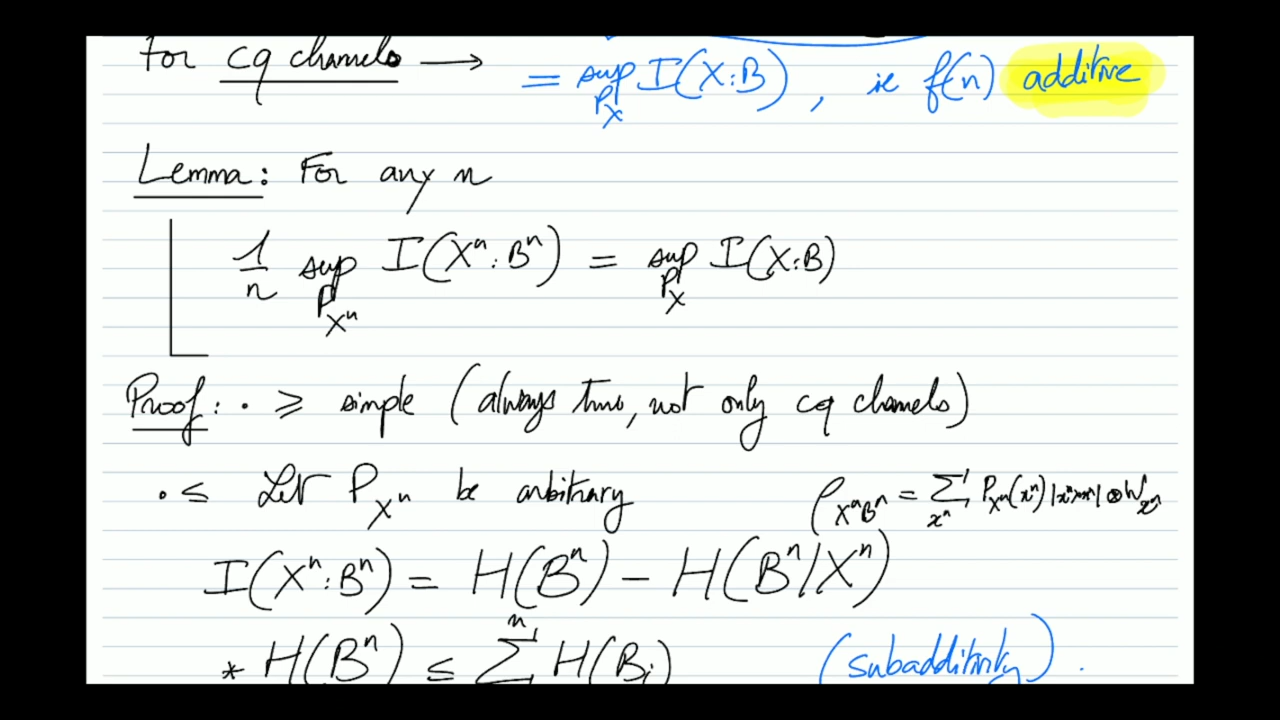 For cq channels → = sup_{P_X} I(X:B), ie f(n) additive
Lemma: For any n
1/n sup_{P_{X^n}} I(X^n:B^n) = sup_{P_X} I(X:B)
Proof: · ≥ simple (always true, not only cq channels)
· ≤ Let P_{X^n} be arbitrary ρ_{X^nB^n} = Σ_{x^n} P_{X^n}(x^n) |x^n><x^n| ⊗ W_{x^n}
I(X^n:B^n) = H(B^n) - H(B^n|X^n)
* H(B^n) ≤ Σ^n H(B_i) (subadditivity).